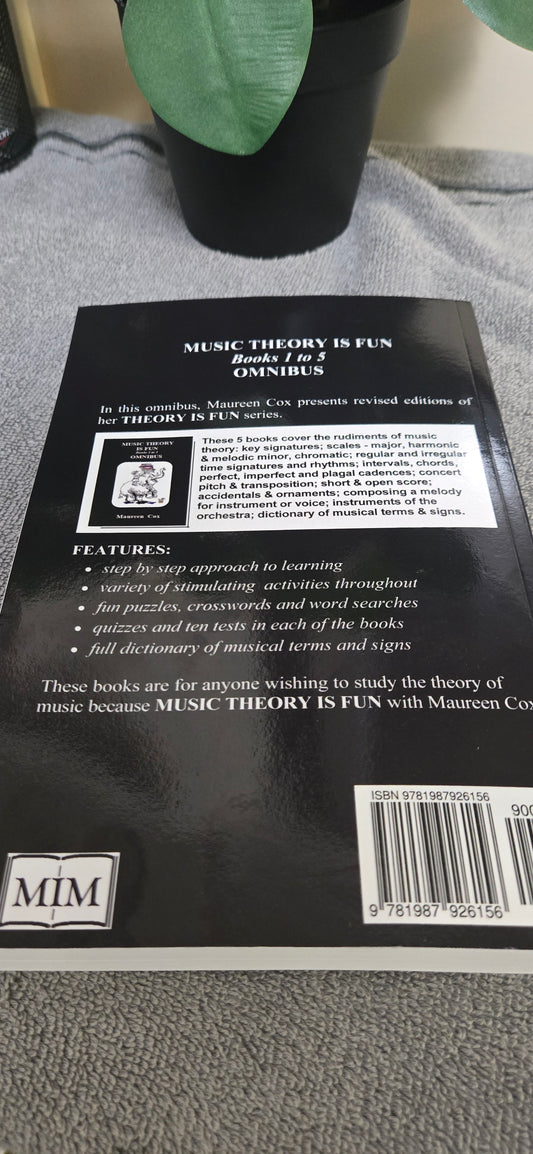 MUSIC THEORY IS FUN
Books 1 to 5
OMNIBUS
In this omnibus, Maureen Cox presents revised editions of
her THEORY IS FUN series.
MUSIC THEORY
IS FUN
Books 1 to 5
OMNIBUS
Maureen Cox
These 5 books cover the rudiments of music
theory: key signatures; scales - major, harmonic
& melodic minor, chromatic; regular and irregular
time signatures and rhythms; intervals, chords,
perfect, imperfect and plagal cadences; concert
pitch & transposition; short & open score;
accidentals & ornaments; composing a melody
for instrument or voice; instruments of the
orchestra; dictionary of musical terms & signs.
FEATURES:
• step by step approach to learning
• variety of stimulating activities throughout
• fun puzzles, crosswords and word searches
• quizzes and ten tests in each of the books
• full dictionary of musical terms and signs
These books are for anyone wishing to study the theory of
music because MUSIC THEORY IS FUN with Maureen Cox
ISBN 9781987926156
900
9 781987 926156
MIM